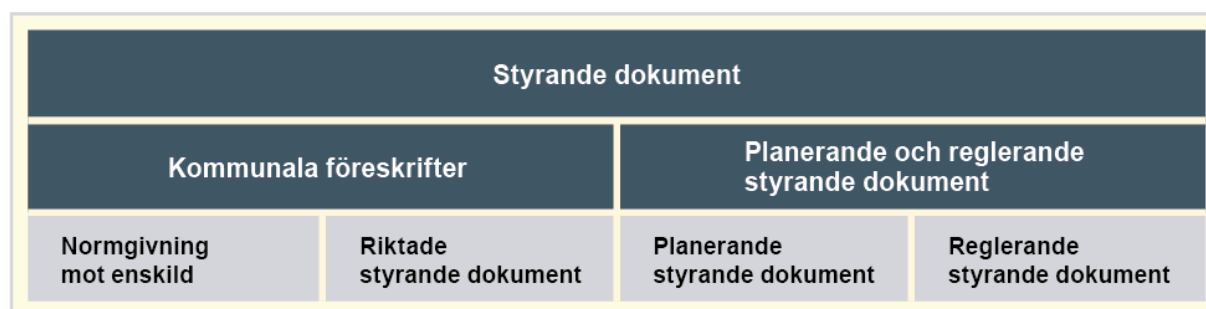 Styrande dokument
Kommunala föreskrifter
Planerande och reglerande
styrande dokument
Normgivning
mot enskild
Riktade
styrande dokument
Planerande
styrande dokument
Reglerande
styrande dokument